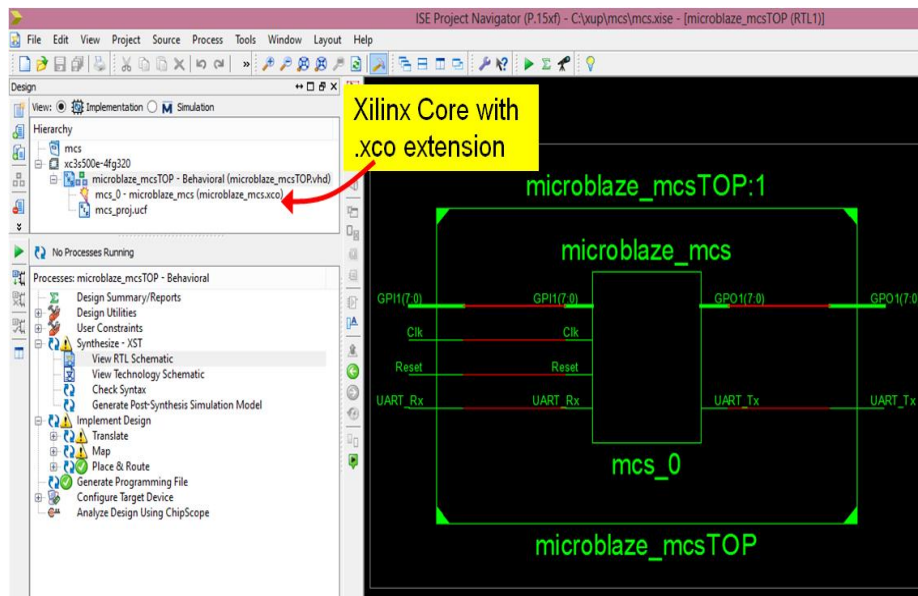 ISE Project Navigator (P.15xf) - C:\xup\mcs\mcs.xise - [microblaze_mcsTOP (RTL1)]
File Edit View Project Source Process Tools Window Layout Help
Design
View: Implementation Simulation
Hierarchy
mcs
xc3s500e-4fg320
microblaze_mcsTOP - Behavioral (microblaze_mcsTOP.vhd)
mcs_0 - microblaze_mcs (microblaze_mcs.xco)
mcs_proj.ucf
No Processes Running
Processes: microblaze_mcsTOP - Behavioral
Design Summary/Reports
Design Utilities
User Constraints
Synthesize - XST
View RTL Schematic
View Technology Schematic
Check Syntax
Generate Post-Synthesis Simulation Model
Implement Design
Translate
Map
Place & Route
Generate Programming File
Configure Target Device
Analyze Design Using ChipScope
Xilinx Core with
.xco extension
microblaze_mcsTOP:1
microblaze_mcs
GPI1(7:0) GPI1(7:0) GPO1(7:0) GPO1(7:0
Clk Clk
Reset Reset
UART_Rx UART_Rx UART_Tx UART_Tx
mcs_0
microblaze_mcsTOP